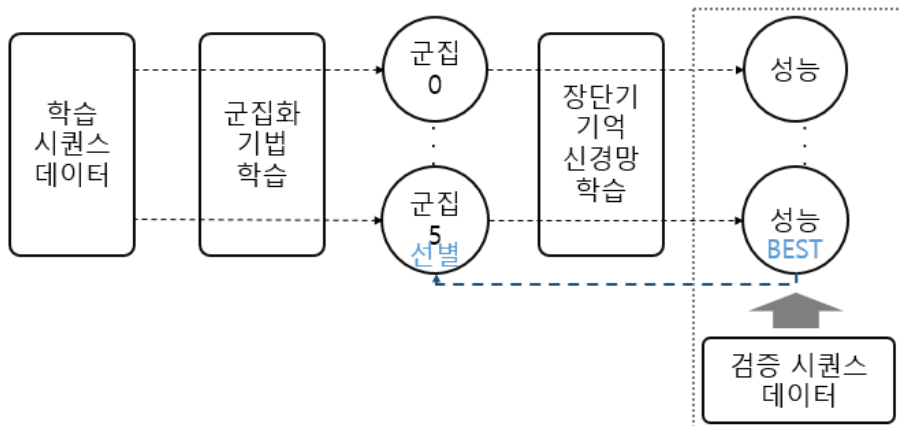 학습
시퀀스
데이터
군집화
기법
학습
군집
0
군집
5
선별
장단기
기억
신경망
학습
성능
성능
BEST
검증 시퀀스
데이터